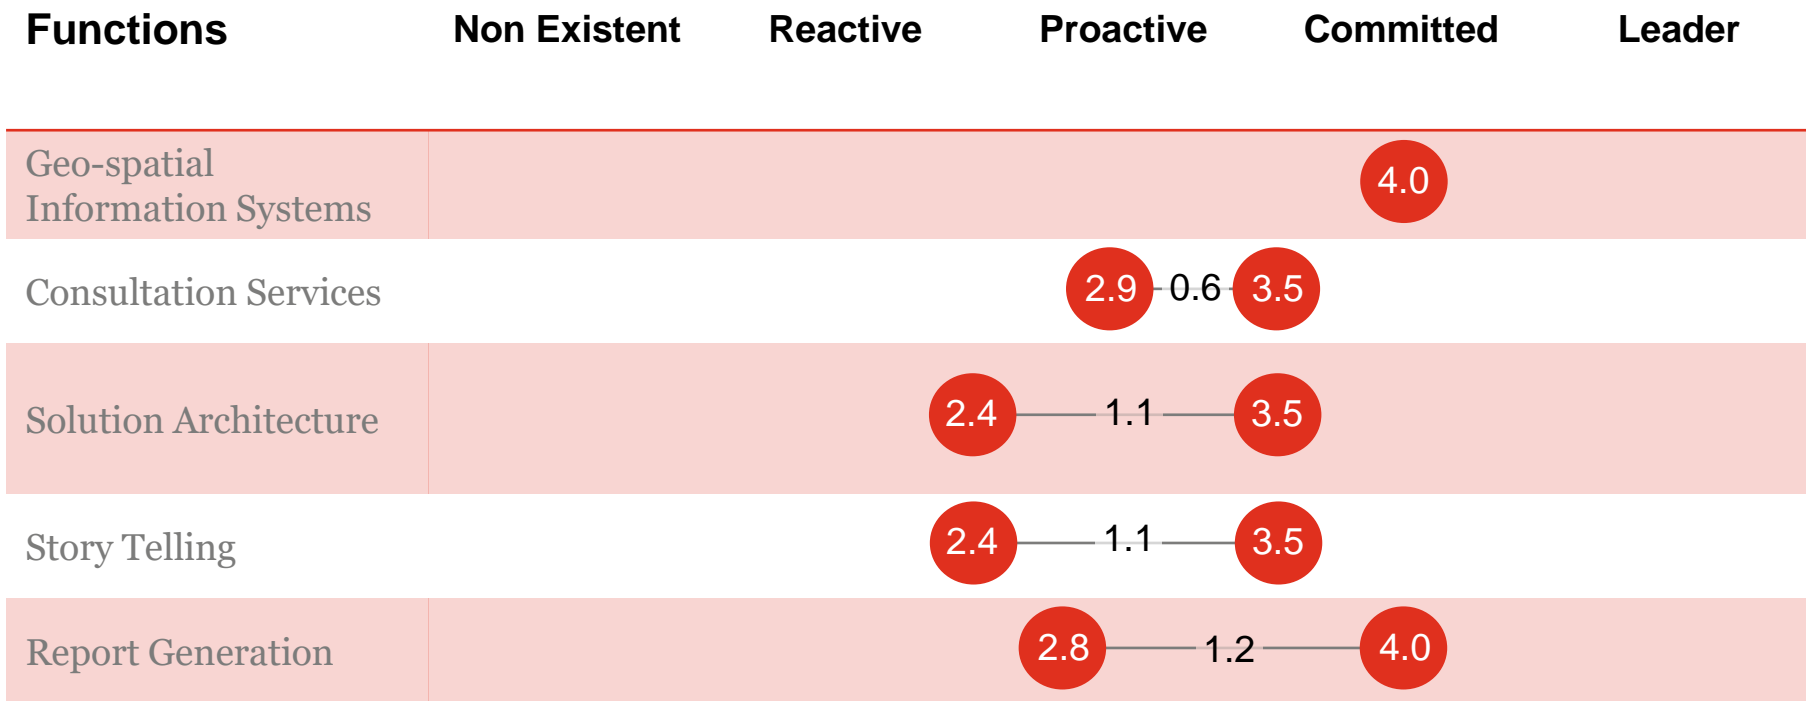 Functions Non Existent Reactive Proactive Committed Leader
Geo-spatial
Information Systems
4.0
Consultation Services 2.9 0.6 3.5
Solution Architecture 2.4 1.1 3.5
Story Telling 2.4 1.1 3.5
Report Generation 2.8 1.2 4.0